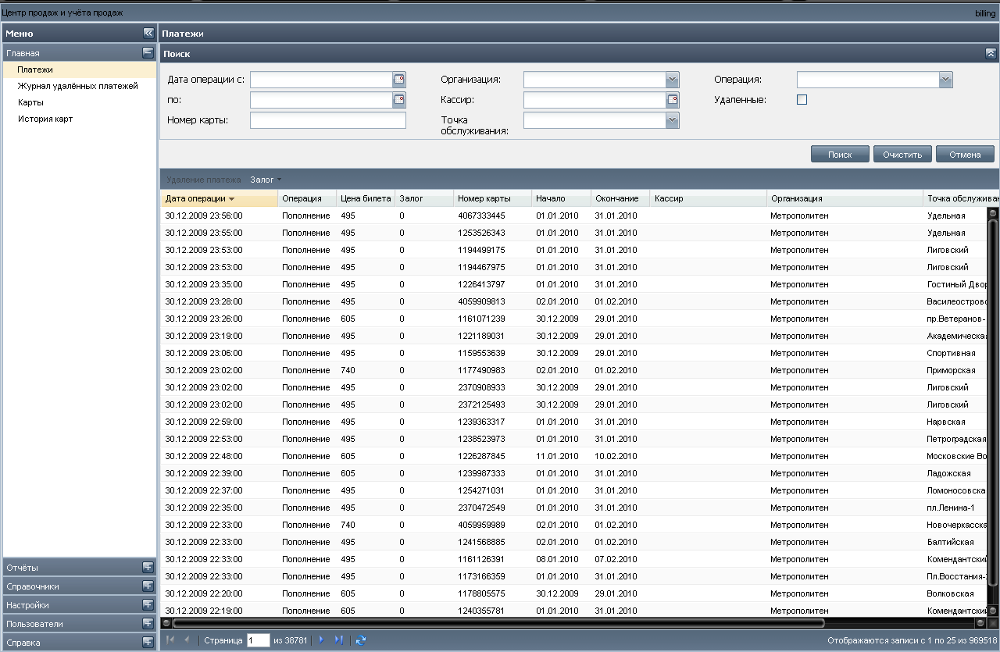 Центр продаж и учёта продаж billing
Меню
Главная
Платежи
Журнал удалённых платежей
Карты
История карт
Отчёты
Справочники
Настройки
Пользователи
Справка
Платежи
Поиск
Дата операции с: Организация: Операция:
по: Кассир: Удаленные:
Номер карты: Точка
обслуживания:
Поиск Очистить Отмена
Удаление платежа Залог
Дата операции Операция Цена билета Залог Номер карты Начало Окончание Кассир Организация Точка обслуживан
30.12.2009 23:56:00 Пополнение 495 0 4067333445 01.01.2010 31.01.2010 Метрополитен Удельная
30.12.2009 23:55:00 Пополнение 495 0 1253526343 01.01.2010 31.01.2010 Метрополитен Удельная
30.12.2009 23:53:00 Пополнение 495 0 1194499175 01.01.2010 31.01.2010 Метрополитен Лиговский
30.12.2009 23:53:00 Пополнение 495 0 1194467975 01.01.2010 31.01.2010 Метрополитен Лиговский
30.12.2009 23:35:00 Пополнение 495 0 1226413797 01.01.2010 31.01.2010 Метрополитен Гостиный Двор
30.12.2009 23:28:00 Пополнение 495 0 4059909813 02.01.2010 01.02.2010 Метрополитен Василеостровс
30.12.2009 23:26:00 Пополнение 605 0 1161071239 30.12.2009 29.01.2010 Метрополитен пр.Ветеранов-
30.12.2009 23:19:00 Пополнение 495 0 1221189031 30.12.2009 29.01.2010 Метрополитен Академическая
30.12.2009 23:06:00 Пополнение 495 0 1159553639 30.12.2009 29.01.2010 Метрополитен Спортивная
30.12.2009 23:02:00 Пополнение 740 0 1177490983 02.01.2010 01.02.2010 Метрополитен Приморская
30.12.2009 23:02:00 Пополнение 495 0 2370908933 30.12.2009 29.01.2010 Метрополитен Лиговский
30.12.2009 23:02:00 Пополнение 495 0 2372125493 30.12.2009 29.01.2010 Метрополитен Лиговский
30.12.2009 22:59:00 Пополнение 495 0 1239363317 01.01.2010 31.01.2010 Метрополитен Нарвская
30.12.2009 22:53:00 Пополнение 495 0 1238523973 01.01.2010 31.01.2010 Метрополитен Петроградская
30.12.2009 22:48:00 Пополнение 605 0 1226287845 11.01.2010 10.02.2010 Метрополитен Московские Во
30.12.2009 22:39:00 Пополнение 605 0 1239987333 01.01.2010 31.01.2010 Метрополитен Ладожская
30.12.2009 22:37:00 Пополнение 495 0 1254271031 01.01.2010 31.01.2010 Метрополитен Ломоносовска
30.12.2009 22:35:00 Пополнение 495 0 2370472549 01.01.2010 31.01.2010 Метрополитен пл.Ленина-1
30.12.2009 22:33:00 Пополнение 740 0 4059959989 02.01.2010 01.02.2010 Метрополитен Новочеркасска
30.12.2009 22:33:00 Пополнение 495 0 1241568885 02.01.2010 01.02.2010 Метрополитен Балтийская
30.12.2009 22:33:00 Пополнение 495 0 1161126391 08.01.2010 07.02.2010 Метрополитен Комендантский
30.12.2009 22:33:00 Пополнение 495 0 1173166359 01.01.2010 31.01.2010 Метрополитен Пл.Восстания-
30.12.2009 22:20:00 Пополнение 605 0 1178805575 30.12.2009 29.01.2010 Метрополитен Волковская
30.12.2009 22:19:00 Пополнение 605 0 1240355781 01.01.2010 31.01.2010 Метрополитен Комендантский
Страница 1 из 38781 Отображаются записи с 1 по 25 из 969518